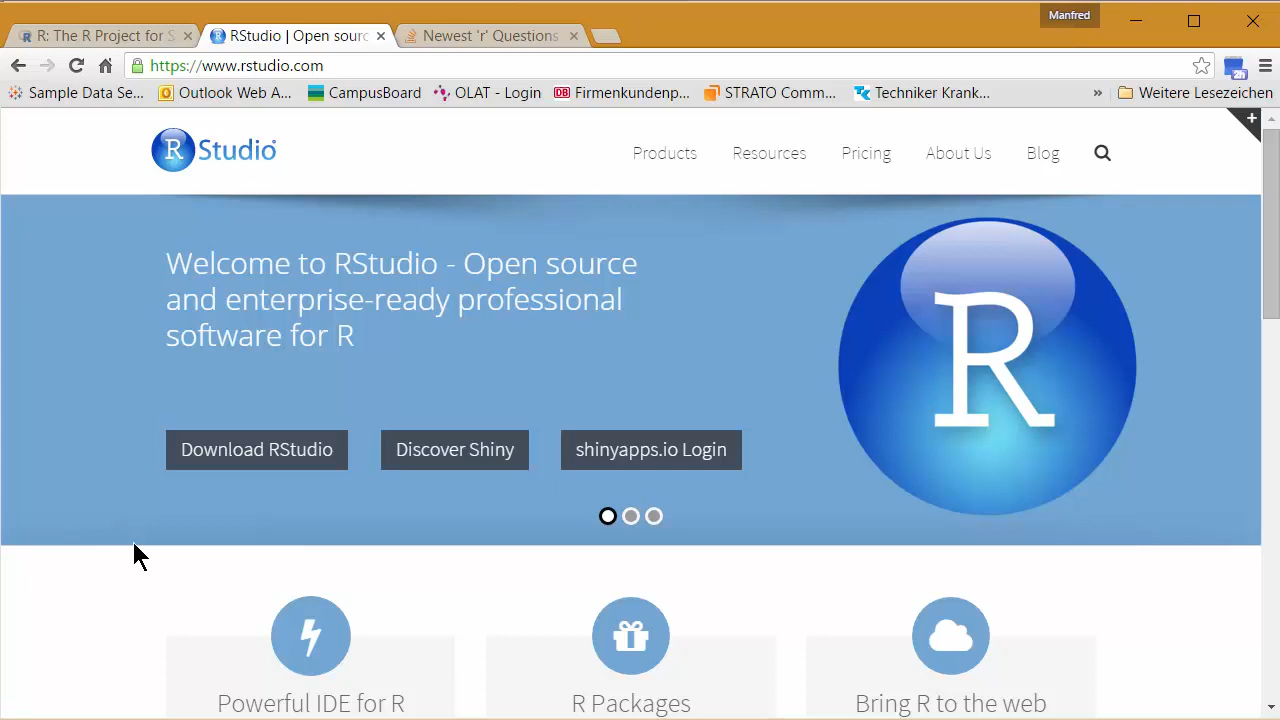 Manfred
R: The R Project for S
RStudio | Open sourc
Newest 'r' Questions
https://www.rstudio.com
2h
Sample Data Se...
Outlook Web A...
CampusBoard
OLAT - Login
DB Firmenkundenp...
STRATO Comm...
Techniker Krank...
» Weitere Lesezeichen
R Studio
Products Resources Pricing About Us Blog
+
Welcome to RStudio - Open source
and enterprise-ready professional
software for R
R
Download RStudio
Discover Shiny
shinyapps.io Login
Powerful IDE for R
R Packages
Bring R to the web